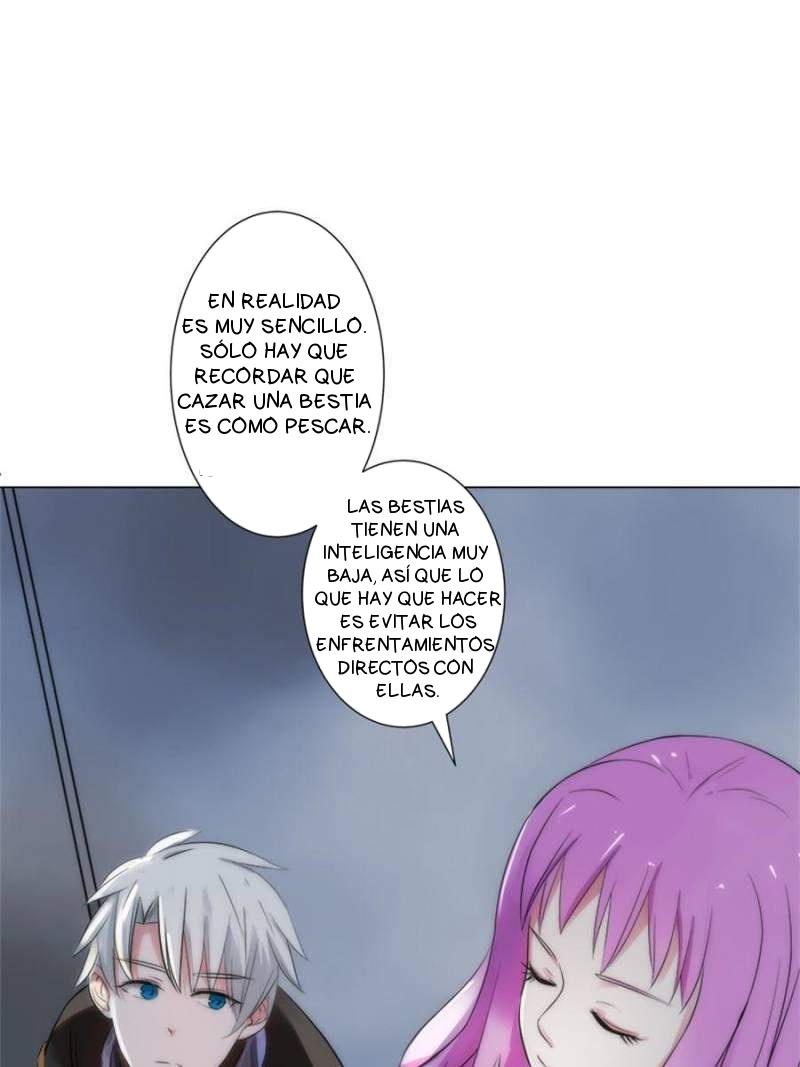 EN REALIDAD
ES MUY SENCILLO.
SÓLO HAY QUE
RECORDAR QUE
CAZAR UNA BESTIA
ES COMO PESCAR.
LAS BESTIAS
TIENEN UNA
INTELIGENCIA MUY
BAJA, ASÍ QUE LO
QUE HAY QUE HACER
ES EVITAR LOS
ENFRENTAMIENTOS
DIRECTOS CON
ELLAS.